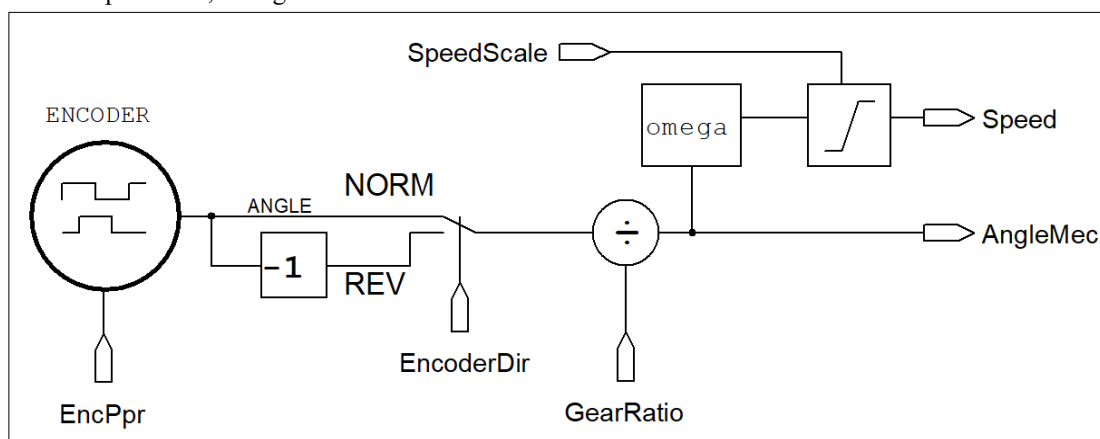 SpeedScale
ENCODER
omega
Speed
NORM
ANGLE
÷
AngleMec
-1
REV
EncoderDir
EncPpr
GearRatio